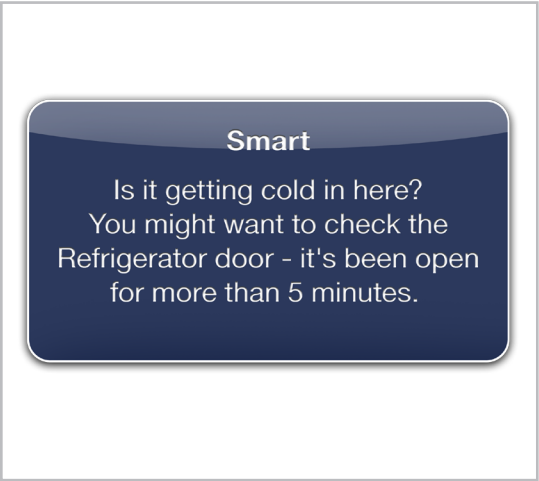 Smart
Is it getting cold in here?
You might want to check the
Refrigerator door - it's been open
for more than 5 minutes.